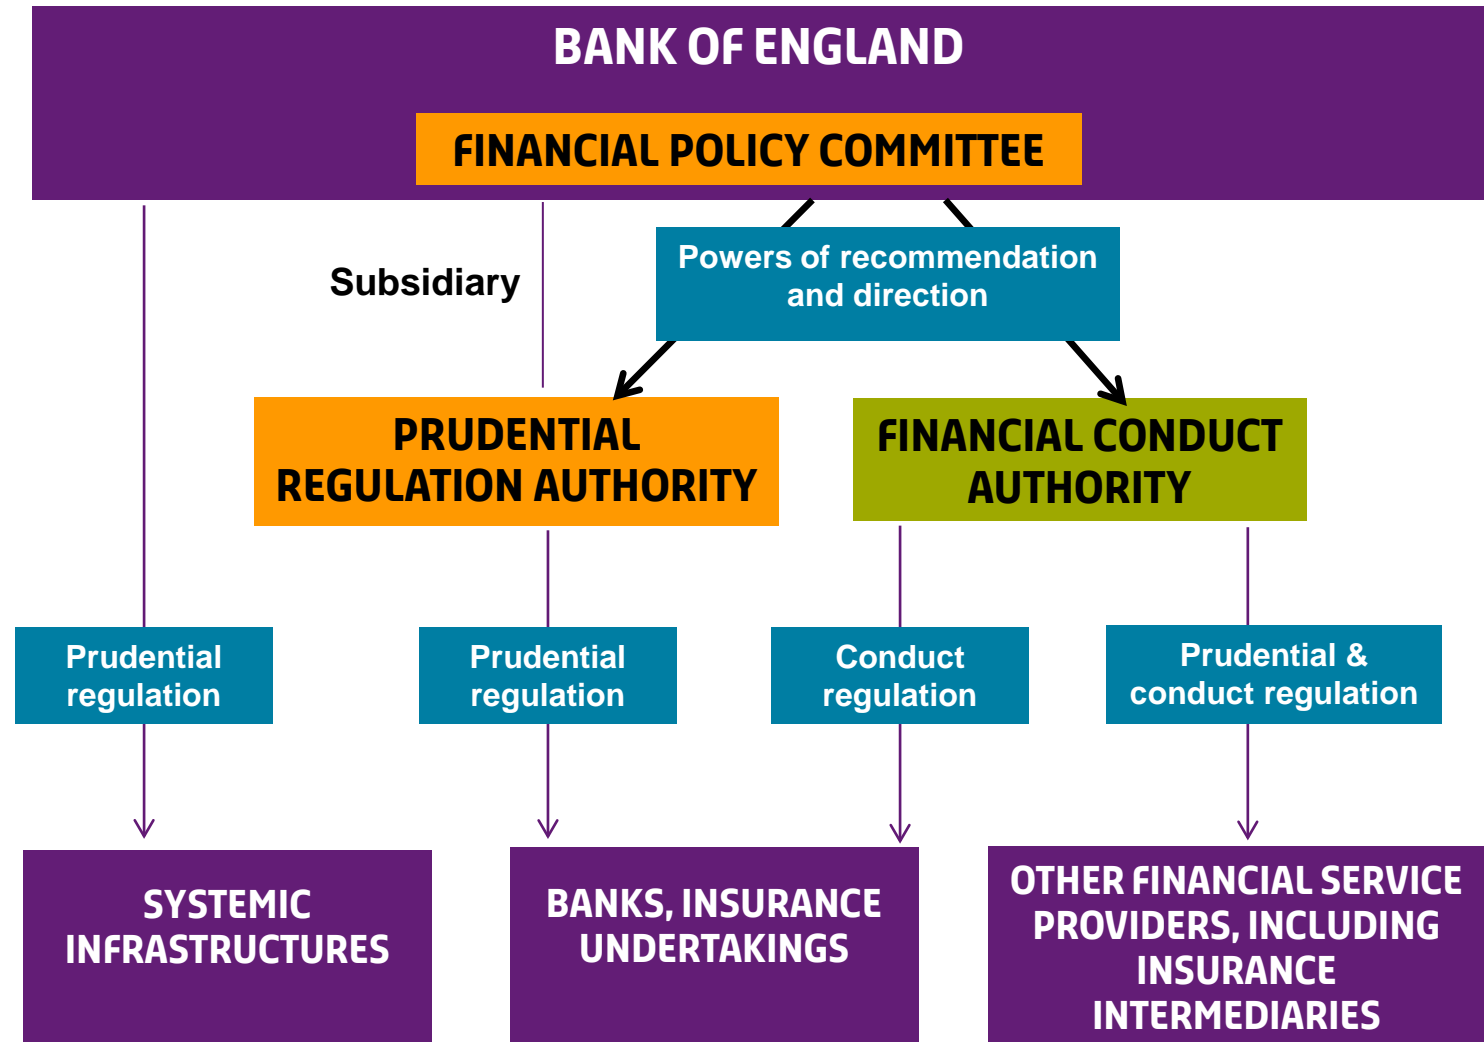 BANK OF ENGLAND
FINANCIAL POLICY COMMITTEE
Subsidiary
Powers of recommendation
and direction
PRUDENTIAL
REGULATION AUTHORITY
FINANCIAL CONDUCT
AUTHORITY
Prudential
regulation
Prudential
regulation
Conduct
regulation
Prudential &
conduct regulation
SYSTEMIC
INFRASTRUCTURES
BANKS, INSURANCE
UNDERTAKINGS
OTHER FINANCIAL SERVICE
PROVIDERS, INCLUDING
INSURANCE
INTERMEDIARIES